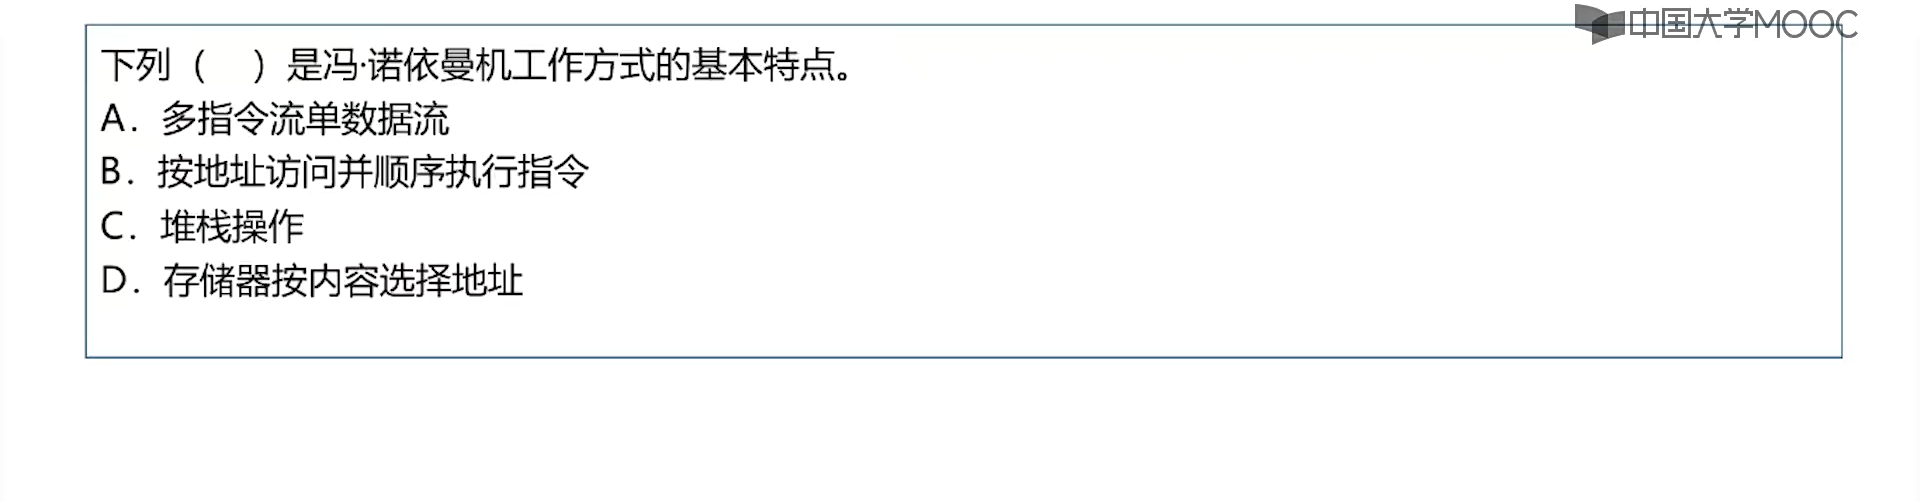 中国大学MOOC
下列（ ）是冯·诺依曼机工作方式的基本特点。
A. 多指令流单数据流
B. 按地址访问并顺序执行指令
C. 堆栈操作
D. 存储器按内容选择地址